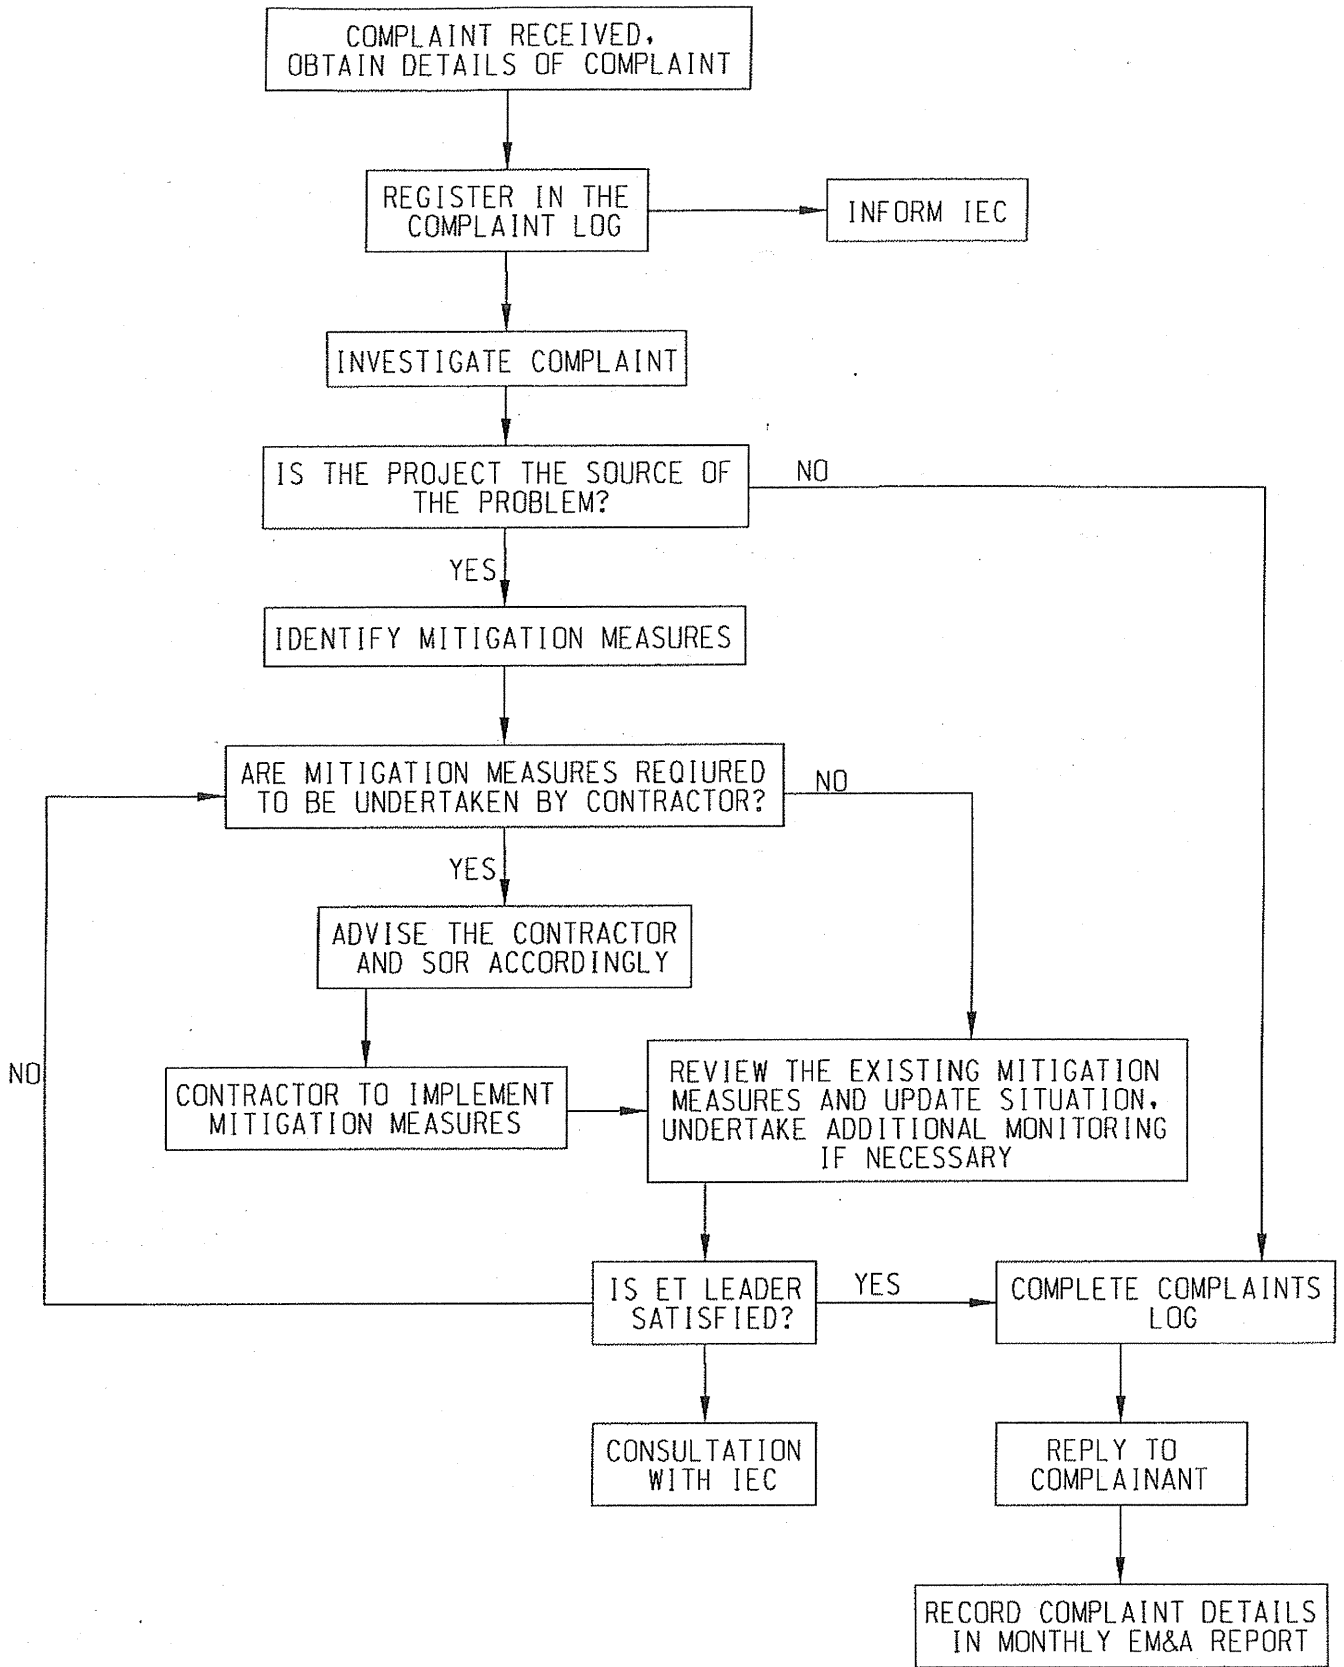 COMPLAINT RECEIVED,
OBTAIN DETAILS OF COMPLAINT
REGISTER IN THE
COMPLAINT LOG
INFORM IEC
INVESTIGATE COMPLAINT
IS THE PROJECT THE SOURCE OF
THE PROBLEM?
NO
YES
IDENTIFY MITIGATION MEASURES
ARE MITIGATION MEASURES REQIURED
TO BE UNDERTAKEN BY CONTRACTOR?
NO
YES
ADVISE THE CONTRACTOR
AND SOR ACCORDINGLY
NO
CONTRACTOR TO IMPLEMENT
MITIGATION MEASURES
REVIEW THE EXISTING MITIGATION
MEASURES AND UPDATE SITUATION,
UNDERTAKE ADDITIONAL MONITORING
IF NECESSARY
IS ET LEADER
SATISFIED?
YES
COMPLETE COMPLAINTS
LOG
CONSULTATION
WITH IEC
REPLY TO
COMPLAINANT
RECORD COMPLAINT DETAILS
IN MONTHLY EM&A REPORT